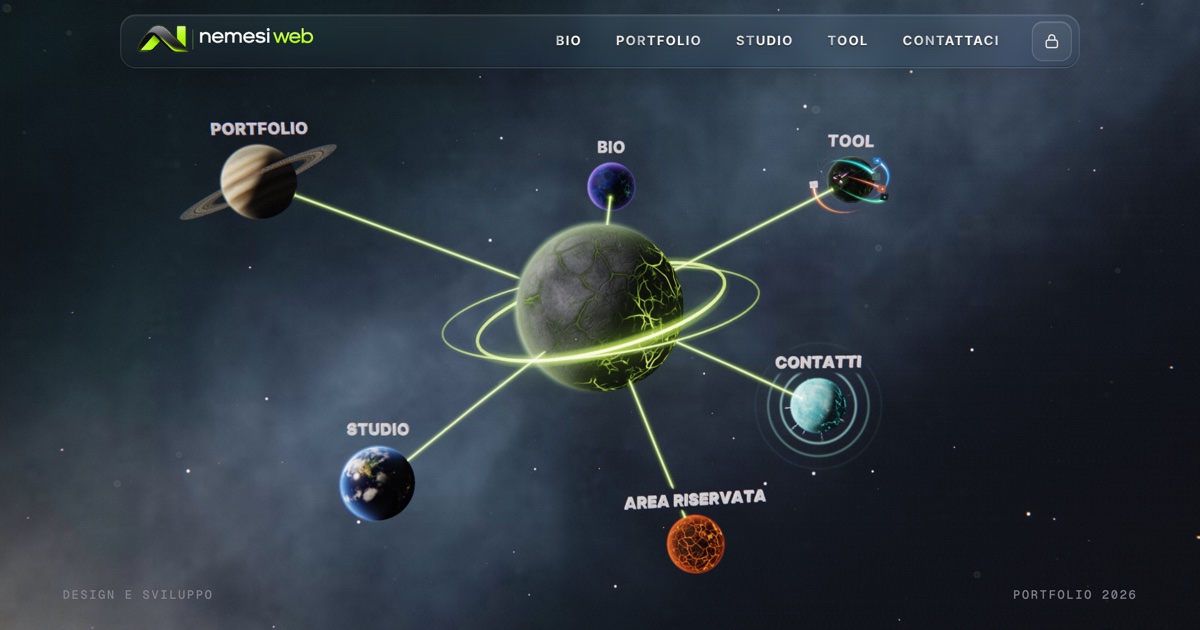 nemesi web
BIO PORTFOLIO STUDIO TOOL CONTATTACI
PORTFOLIO
BIO
TOOL
CONTATTI
STUDIO
AREA RISERVATA
DESIGN E SVILUPPO
PORTFOLIO 2026